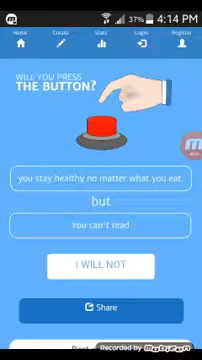 37% 4:14 PM
Home Create Stats Login Register
WILL YOU PRESS
THE BUTTON?
you stay healthy no matter what you eat
but
You can't read
I WILL NOT
Share
Recorded by